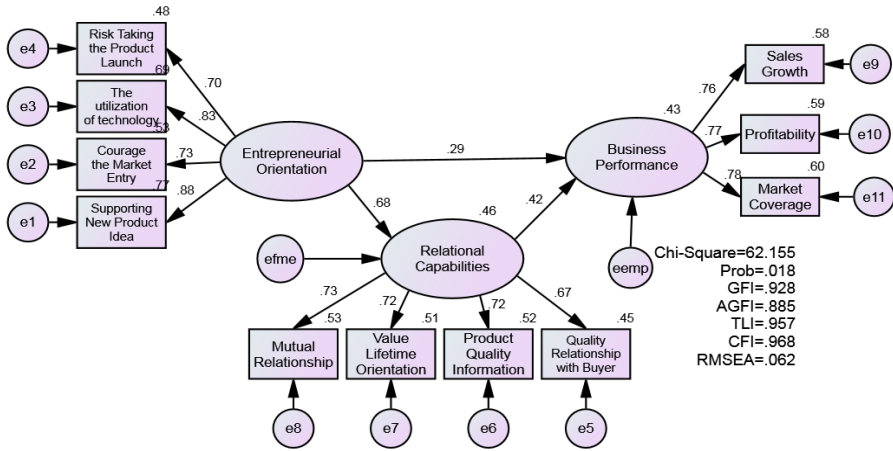 .48
e4
Risk Taking
the Product
Launch
.70
.69
e3
The
utilization
of technology
.83
.53
e2
Courage
the Market
Entry
.73
.77
e1
Supporting
New Product
Idea
.88
Entrepreneurial
Orientation
.29
.68
.43
Business
Performance
.42
.46
Relational
Capabilities
efme
eemp
.76
.58
Sales
Growth
e9
.77
.59
Profitability
e10
.78
.60
Market
Coverage
e11
.73
.53
Mutual
Relationship
e8
.72
.51
Value
Lifetime
Orientation
e7
.72
.52
Product
Quality
Information
e6
.67
.45
Quality
Relationship
with Buyer
e5
Chi-Square=62.155
Prob=.018
GFI=.928
AGFI=.885
TLI=.957
CFI=.968
RMSEA=.062